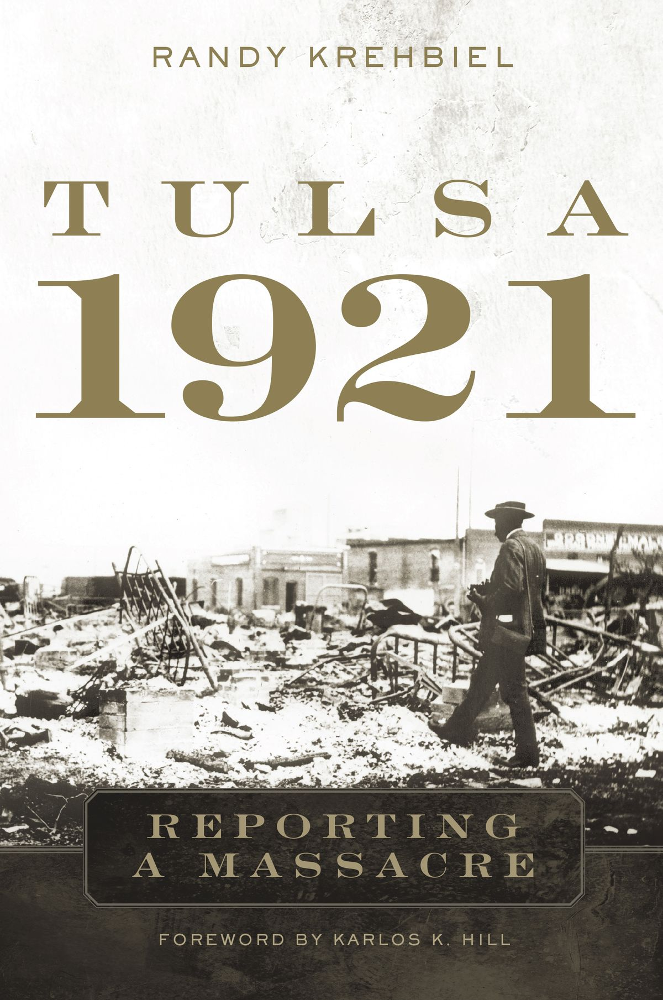 RANDY KREHBIEL
TULSA
1921
REPORTING
A MASSACRE
FOREWORD BY KARLOS K. HILL